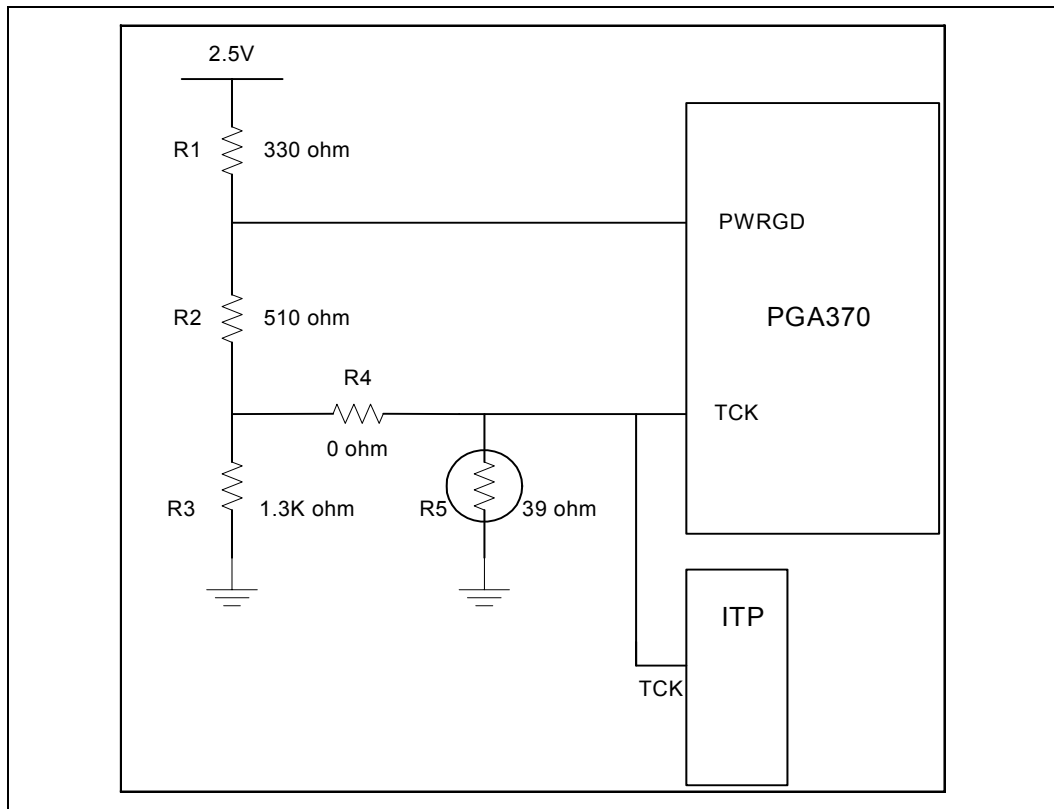 2.5V
R1 330 ohm
PWRGD
R2 510 ohm
PGA370
R4
TCK
0 ohm
R3 1.3K ohm
R5 39 ohm
ITP
TCK